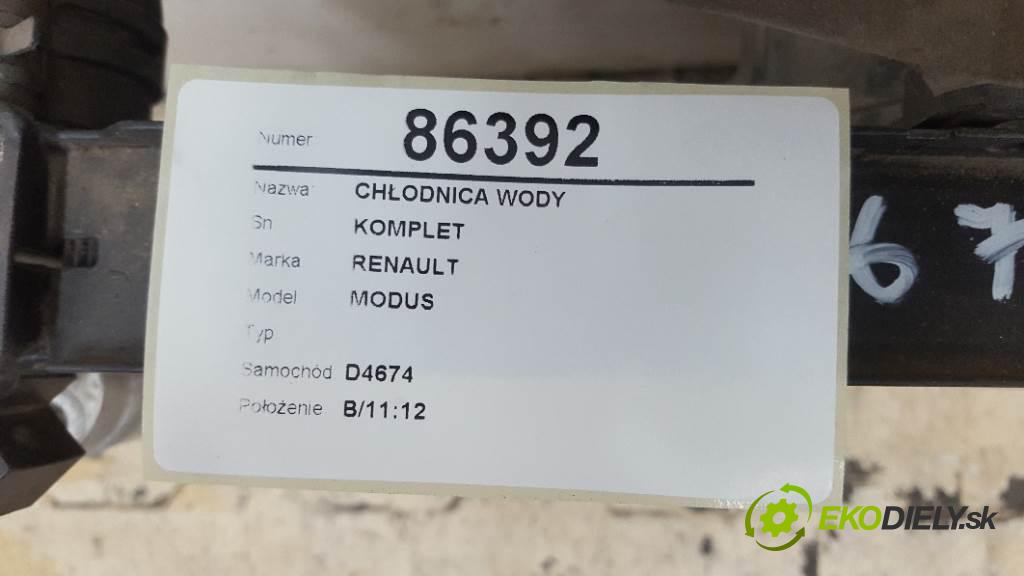 Numer 86392
Nazwa CHŁODNICA WODY
Sn KOMPLET
Marka RENAULT
Model MODUS
Typ
Samochód D4674
Położenie B/11:12
67
EKODIELY.sk